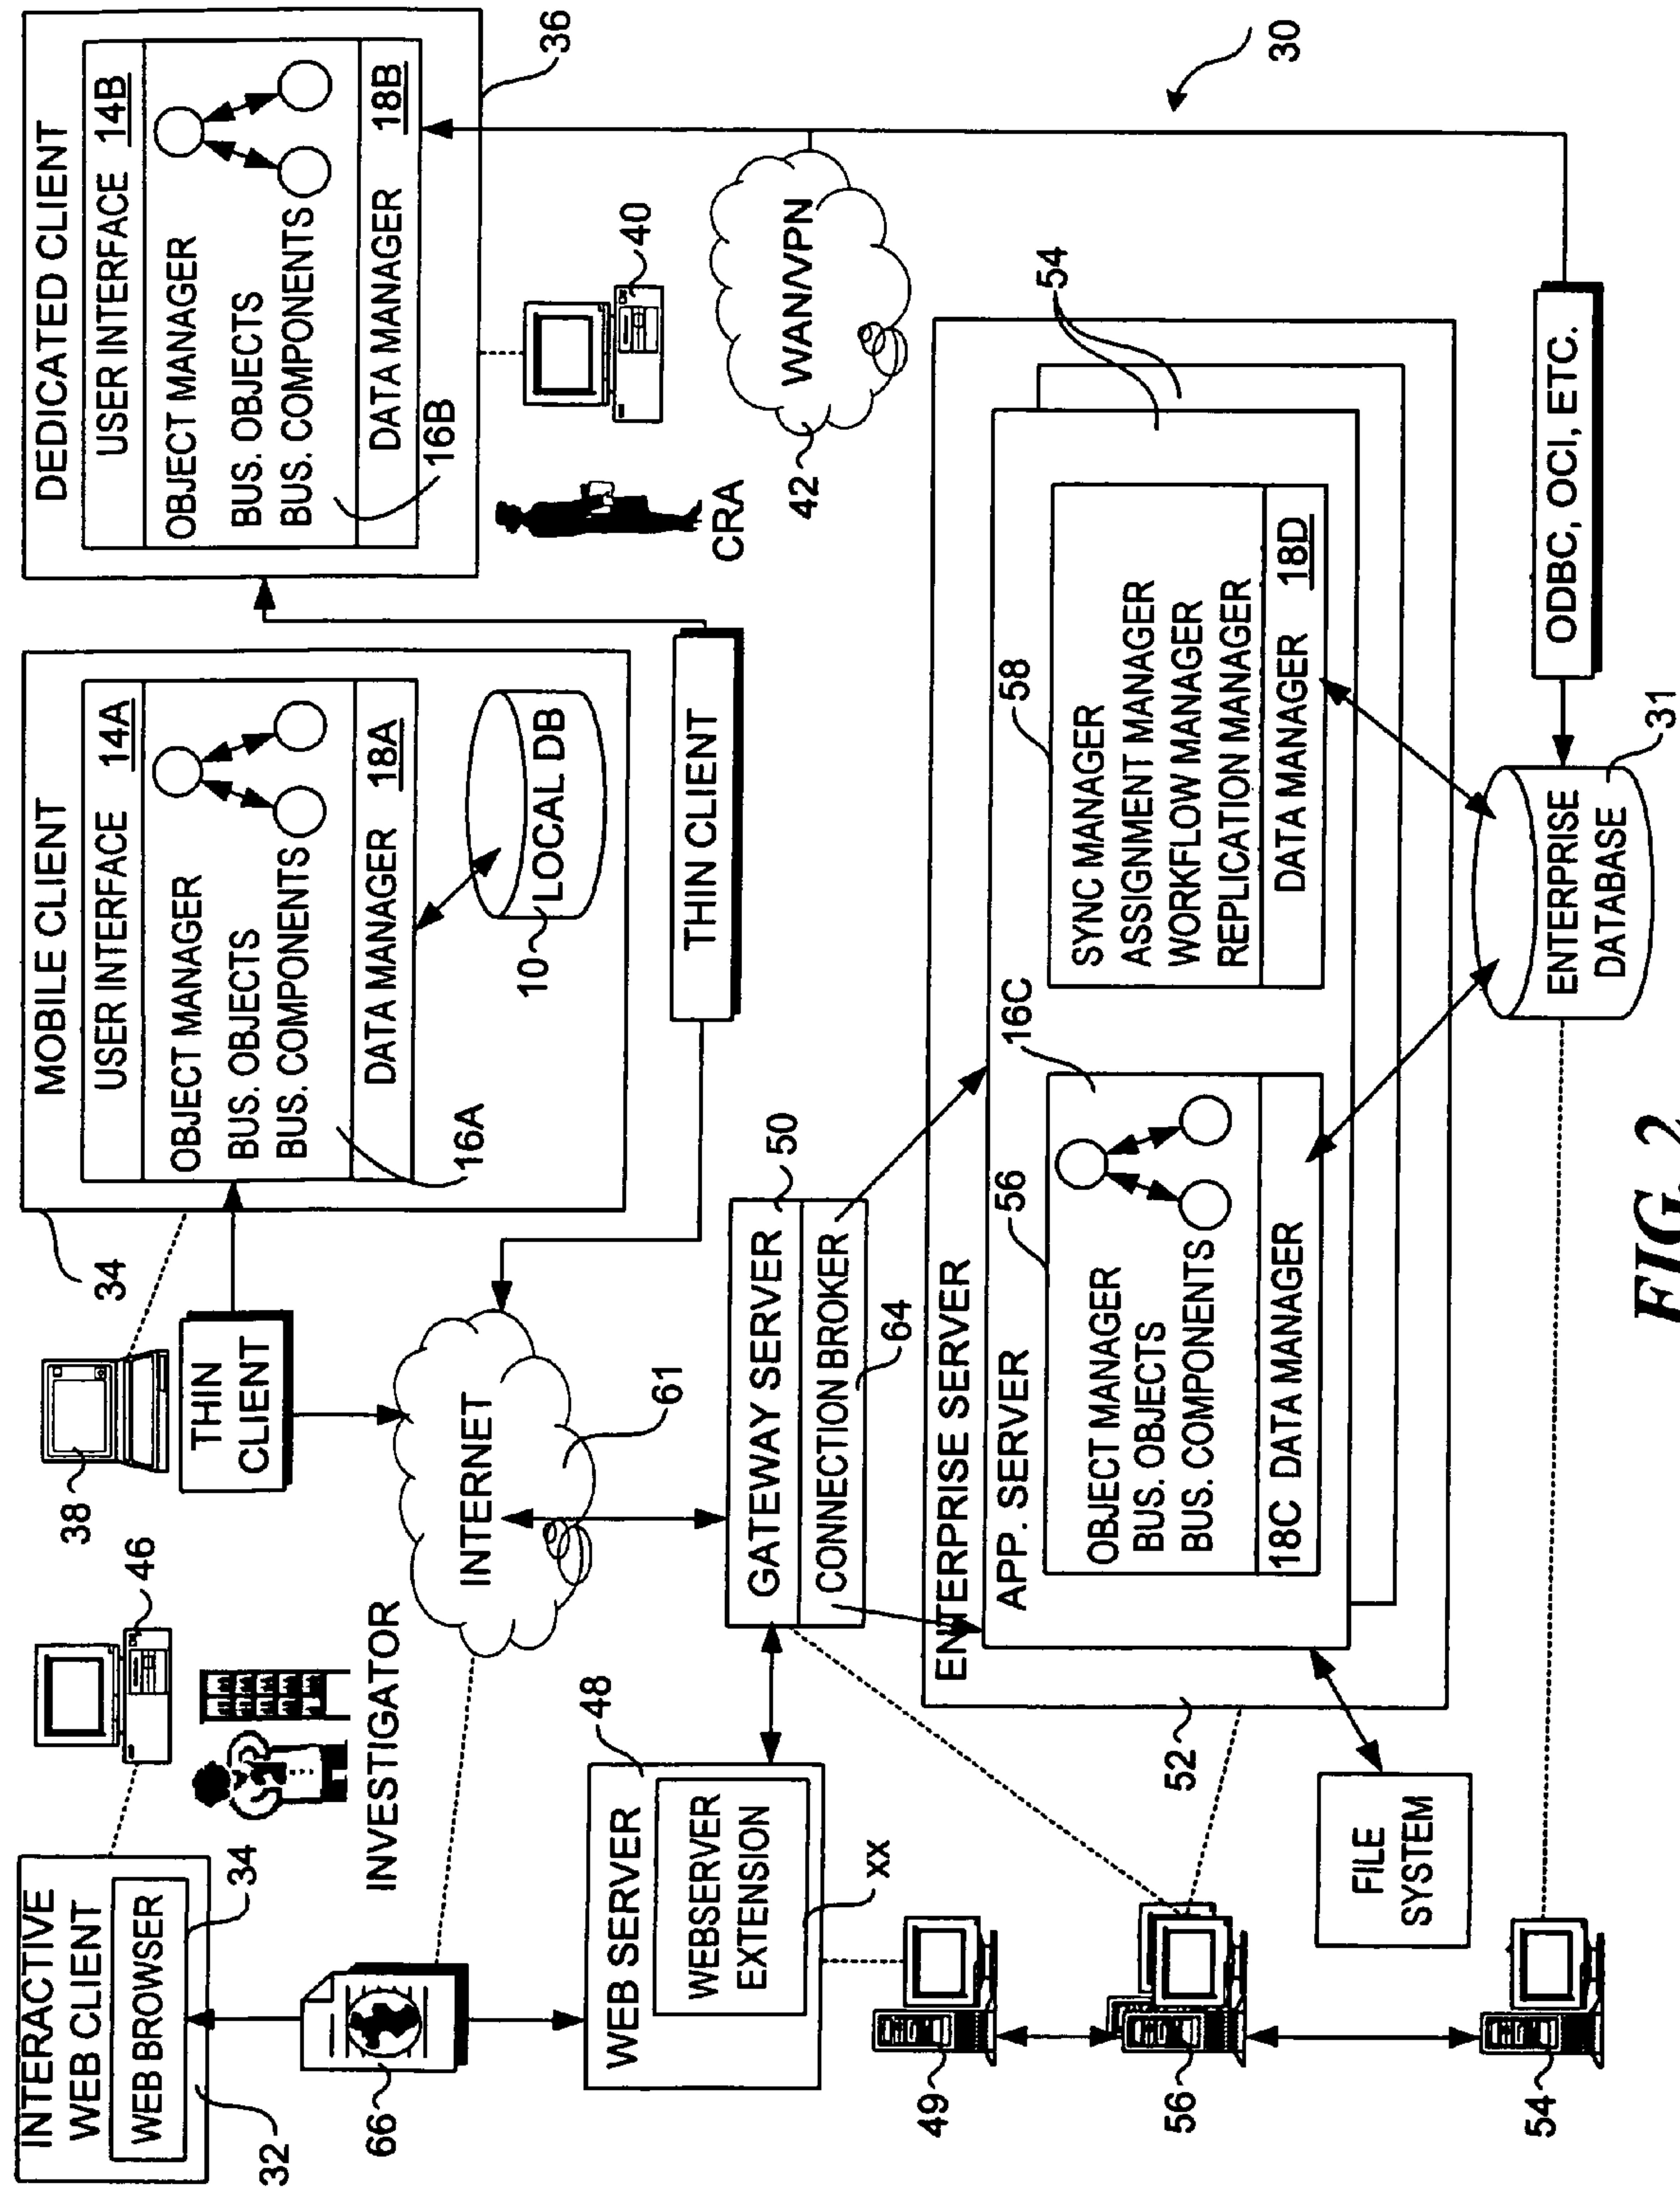 INTERACTIVE
WEB CLIENT
WEB BROWSER
32
34
46
INVESTIGATOR
66
38
THIN
CLIENT
34
MOBILE CLIENT
USER INTERFACE 14A
OBJECT MANAGER
BUS. OBJECTS
BUS. COMPONENTS
DATA MANAGER 18A
16A
10
LOCAL DB
DEDICATED CLIENT
USER INTERFACE 14B
OBJECT MANAGER
BUS. OBJECTS
BUS. COMPONENTS
DATA MANAGER 18B
16B
36
40
CRA
THIN CLIENT
INTERNET
61
WAN/VPN
42
30
WEB SERVER
48
WEBSERVER
EXTENSION
xx
GATEWAY SERVER
50
CONNECTION BROKER
64
ENTERPRISE SERVER
52
APP. SERVER
54
56
16C
OBJECT MANAGER
BUS. OBJECTS
BUS. COMPONENTS
18C DATA MANAGER
58
SYNC MANAGER
ASSIGNMENT MANAGER
WORKFLOW MANAGER
REPLICATION MANAGER
DATA MANAGER 18D
49
56
54
FILE
SYSTEM
ENTERPRISE
DATABASE
31
ODBC, OCI, ETC.
FIG. 2